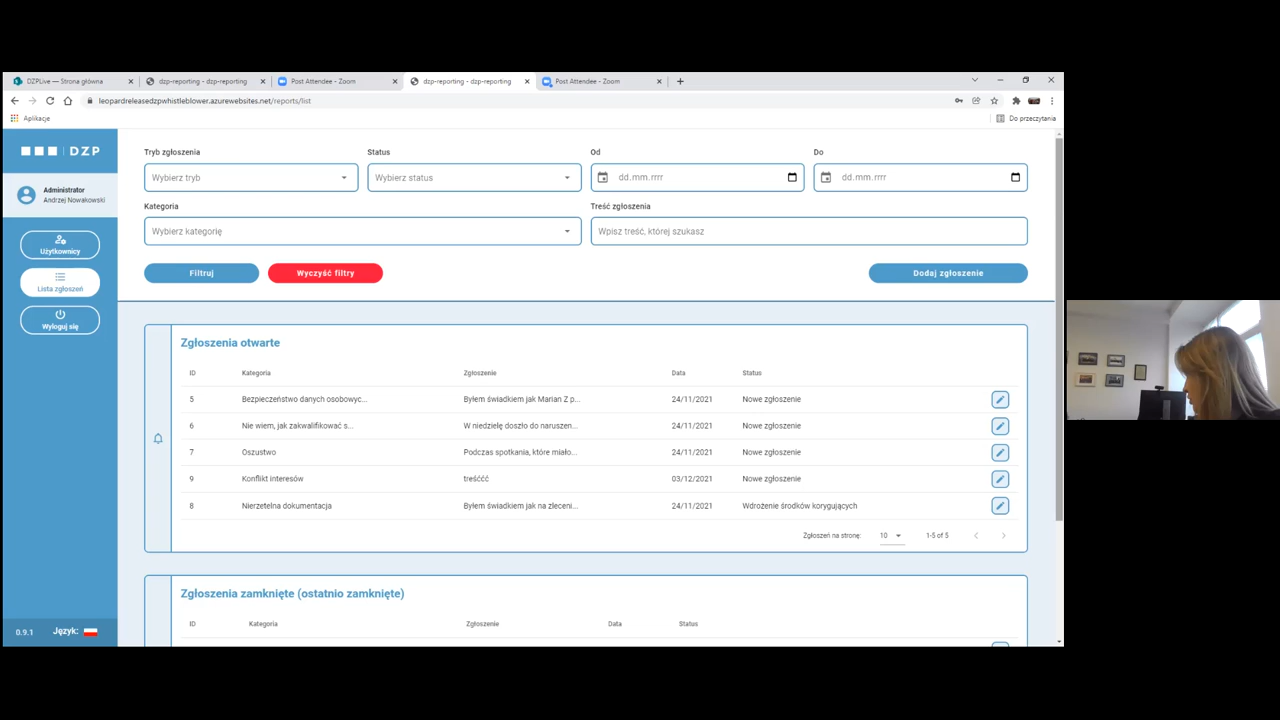 DZPLive — Strona główna
dzp-reporting - dzp-reporting
Post Attendee - Zoom
dzp-reporting - dzp-reporting
Post Attendee - Zoom
leopardreleasedzpwhistleblower.azurewebsites.net/reports/list
Aplikacje
Do przeczytania
DZP
Administrator
Andrzej Nowakowski
Użytkownicy
Lista zgłoszeń
Wyloguj się
0.9.1 Język:
Tryb zgłoszenia Status Od Do
Wybierz tryb Wybierz status dd.mm.rrrr dd.mm.rrrr
Kategoria Treść zgłoszenia
Wybierz kategorię Wpisz treść, której szukasz
Filtruj Wyczyść filtry Dodaj zgłoszenie
Zgłoszenia otwarte
ID Kategoria Zgłoszenie Data Status
5 Bezpieczeństwo danych osobowyc... Byłem świadkiem jak Marian Z p... 24/11/2021 Nowe zgłoszenie
6 Nie wiem, jak zakwalifikować s... W niedzielę doszło do naruszen... 24/11/2021 Nowe zgłoszenie
7 Oszustwo Podczas spotkania, które miało... 24/11/2021 Nowe zgłoszenie
9 Konflikt interesów treśććć 03/12/2021 Nowe zgłoszenie
8 Nierzetelna dokumentacja Byłem świadkiem jak na zleceni... 24/11/2021 Wdrożenie środków korygujących
Zgłoszeń na stronę: 10 1-5 of 5
Zgłoszenia zamknięte (ostatnio zamknięte)
ID Kategoria Zgłoszenie Data Status